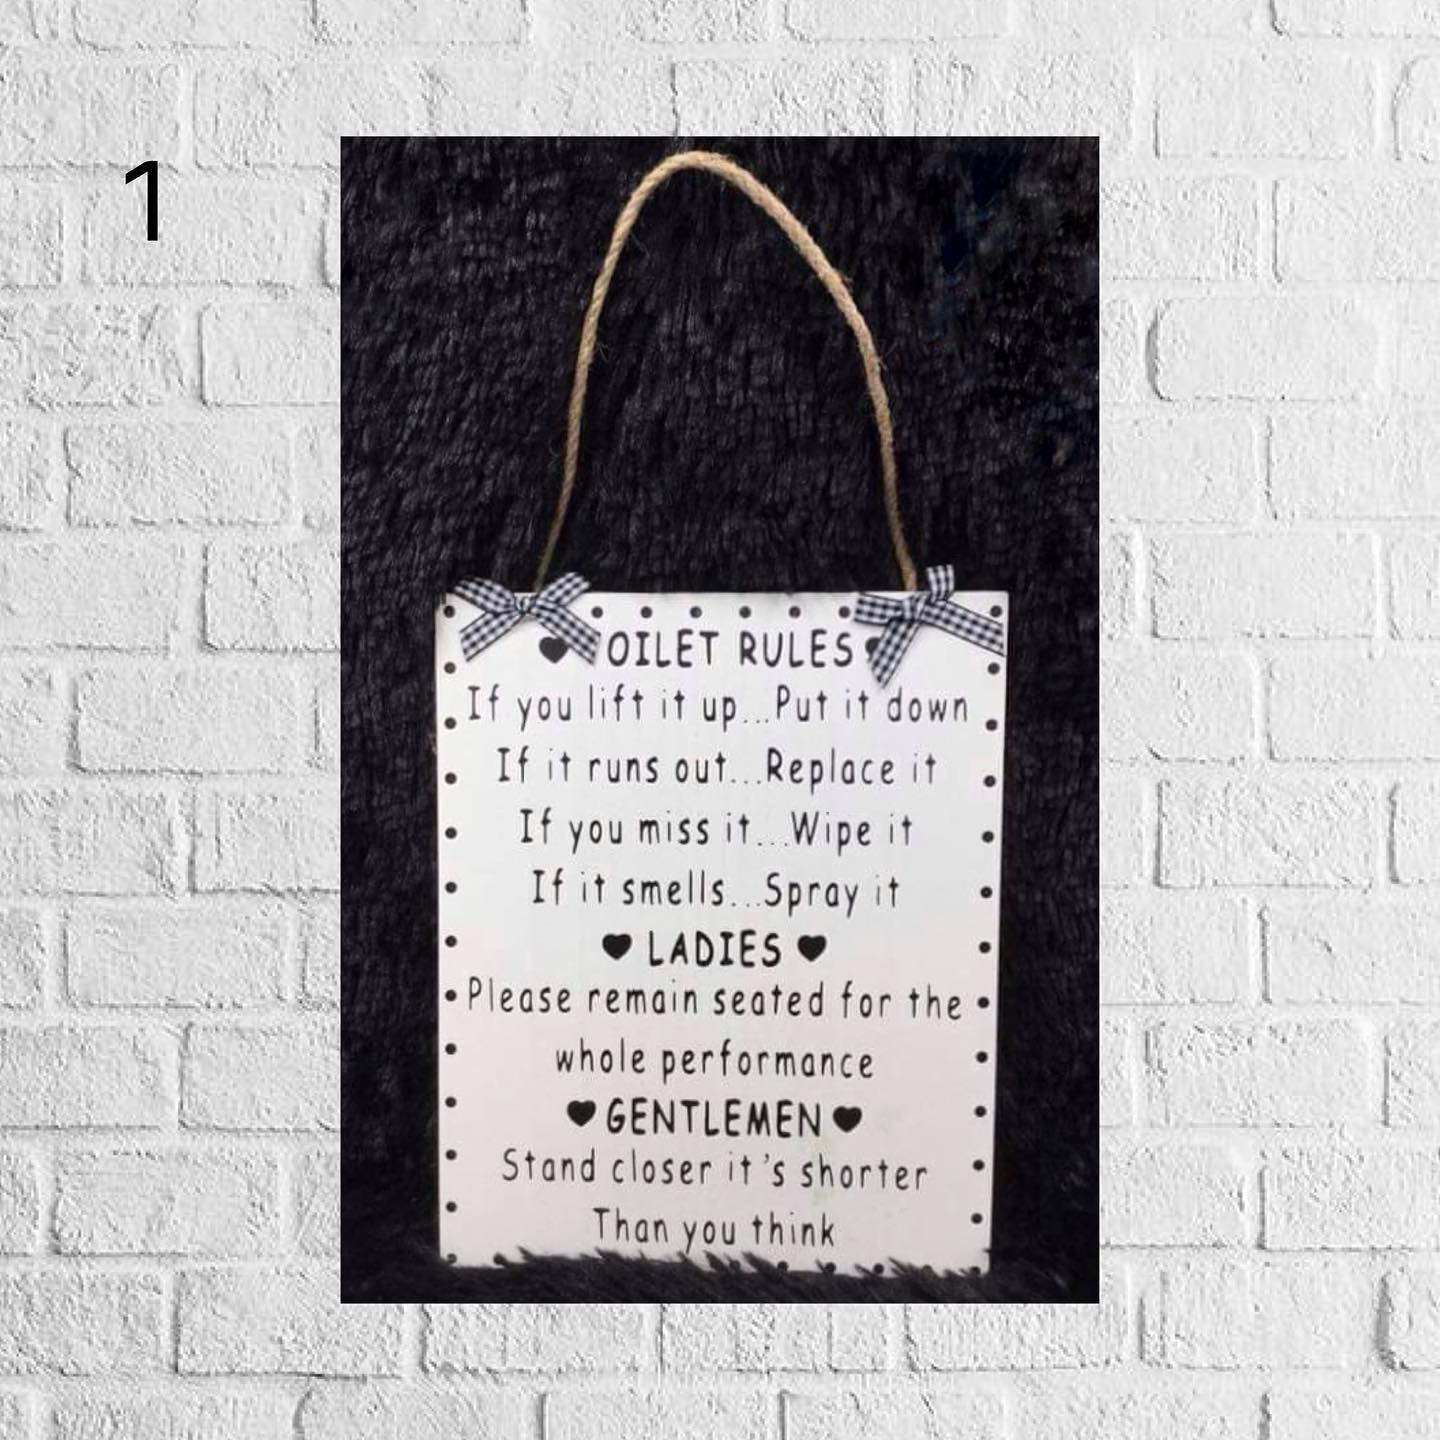 1
OILET RULES
If you lift it up...Put it down
If it runs out...Replace it
If you miss it...Wipe it
If it smells...Spray it
LADIES
Please remain seated for the
whole performance
GENTLEMEN
Stand closer it's shorter
Than you think